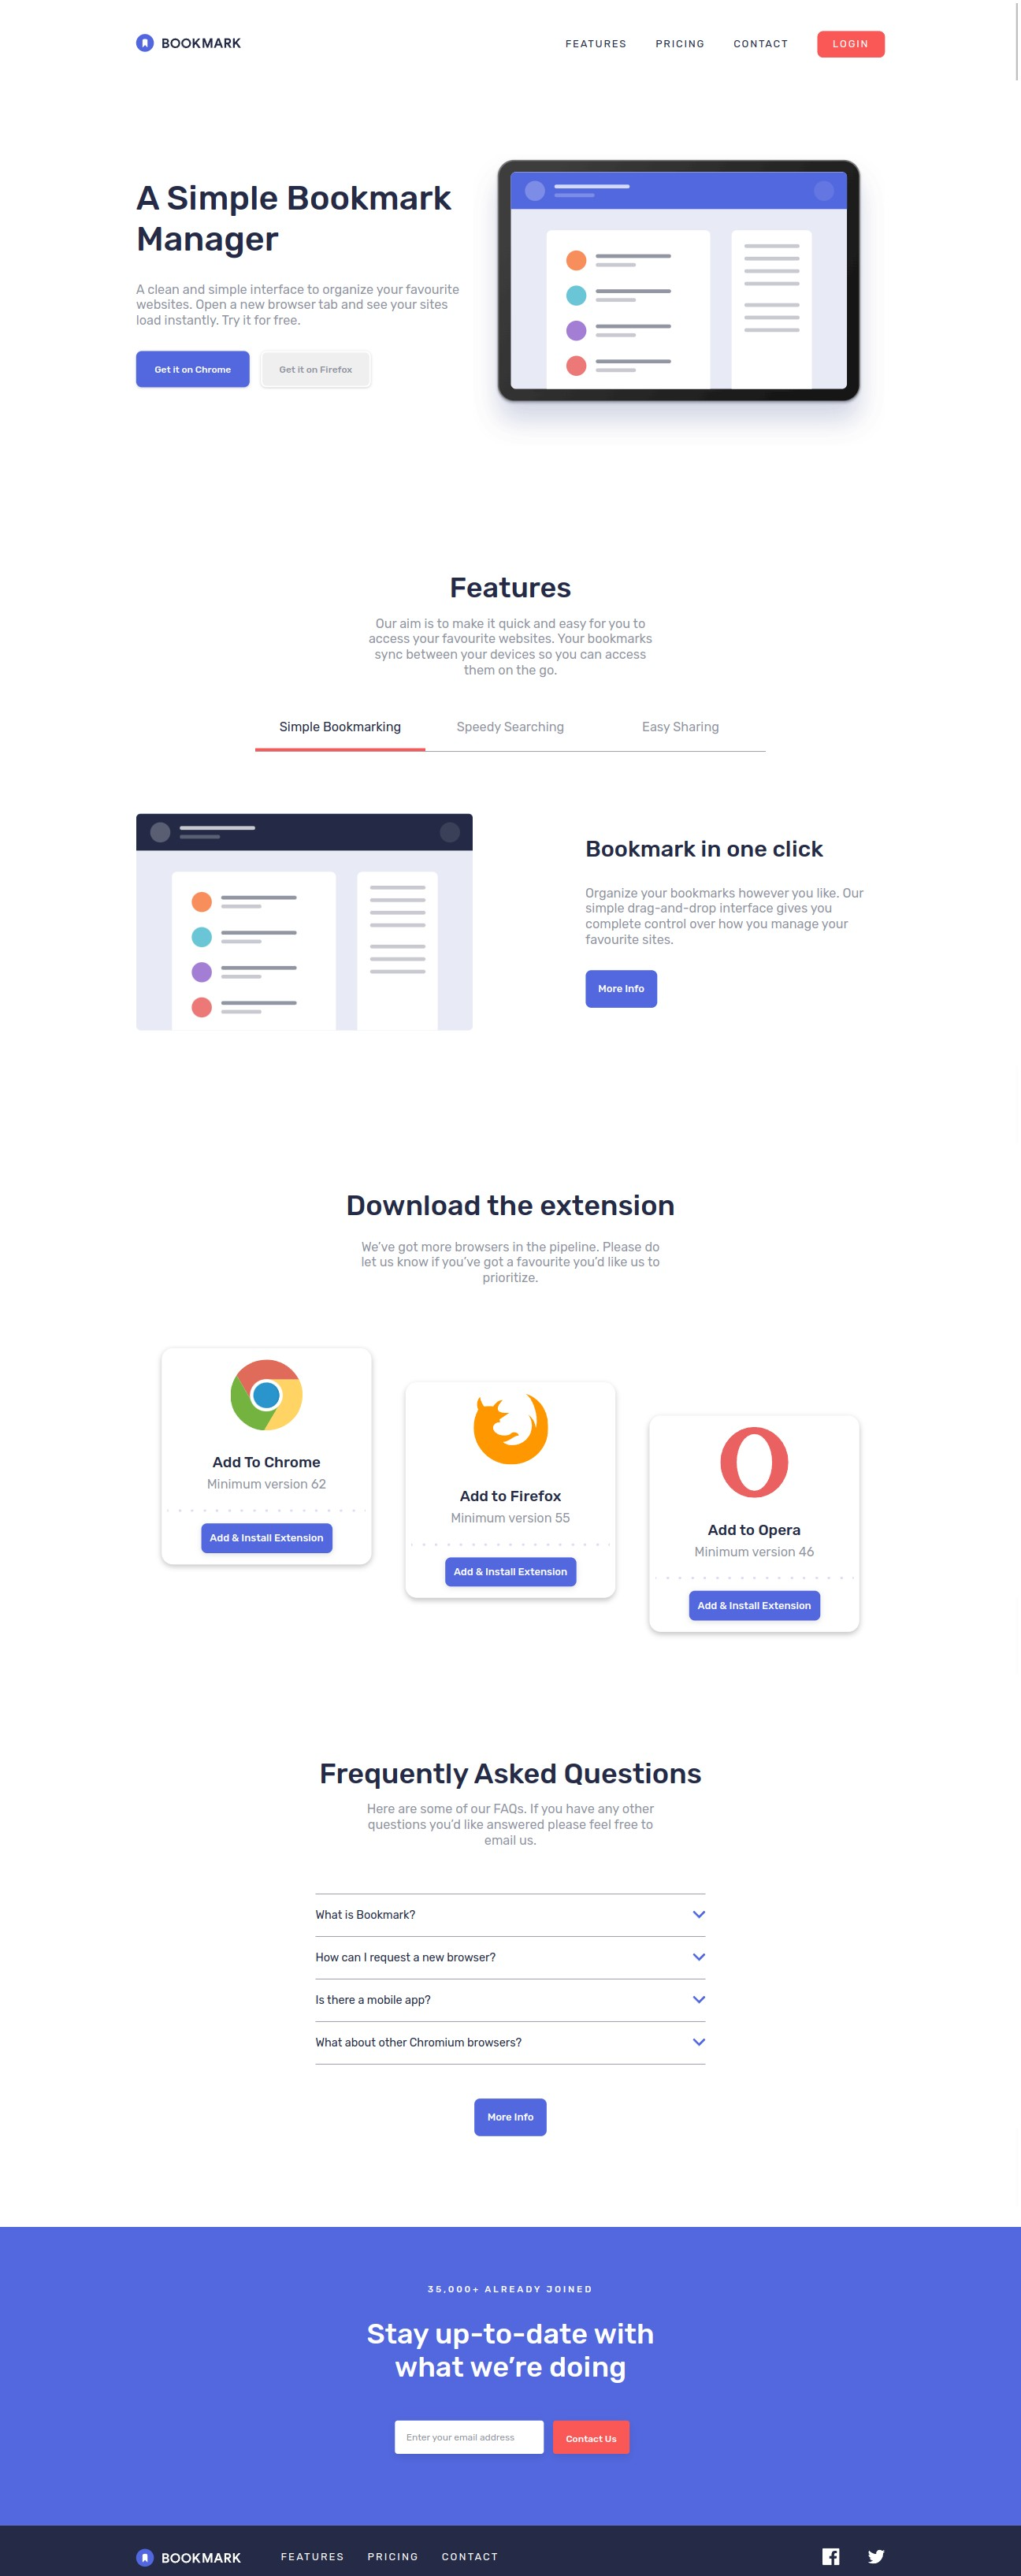 BOOKMARK
FEATURES PRICING CONTACT LOGIN
A Simple Bookmark
Manager
A clean and simple interface to organize your favourite
websites. Open a new browser tab and see your sites
load instantly. Try it for free.
Get it on Chrome Get it on Firefox
Features
Our aim is to make it quick and easy for you to
access your favourite websites. Your bookmarks
sync between your devices so you can access
them on the go.
Simple Bookmarking Speedy Searching Easy Sharing
Bookmark in one click
Organize your bookmarks however you like. Our
simple drag-and-drop interface gives you
complete control over how you manage your
favourite sites.
More Info
Download the extension
We’ve got more browsers in the pipeline. Please do
let us know if you’ve got a favourite you’d like us to
prioritize.
Add To Chrome
Minimum version 62
Add & Install Extension
Add to Firefox
Minimum version 55
Add & Install Extension
Add to Opera
Minimum version 46
Add & Install Extension
Frequently Asked Questions
Here are some of our FAQs. If you have any other
questions you’d like answered please feel free to
email us.
What is Bookmark?
How can I request a new browser?
Is there a mobile app?
What about other Chromium browsers?
More Info
35,000+ ALREADY JOINED
Stay up-to-date with
what we’re doing
Enter your email address Contact Us
BOOKMARK FEATURES PRICING CONTACT